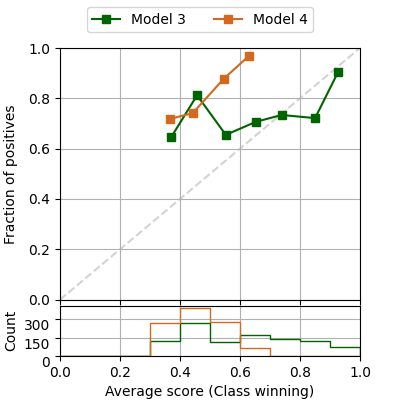 Model 3 Model 4
1.0
0.8
0.6
0.4
0.2
0.0
Fraction of positives
300
150
0
Count
0.0 0.2 0.4 0.6 0.8 1.0
Average score (Class winning)